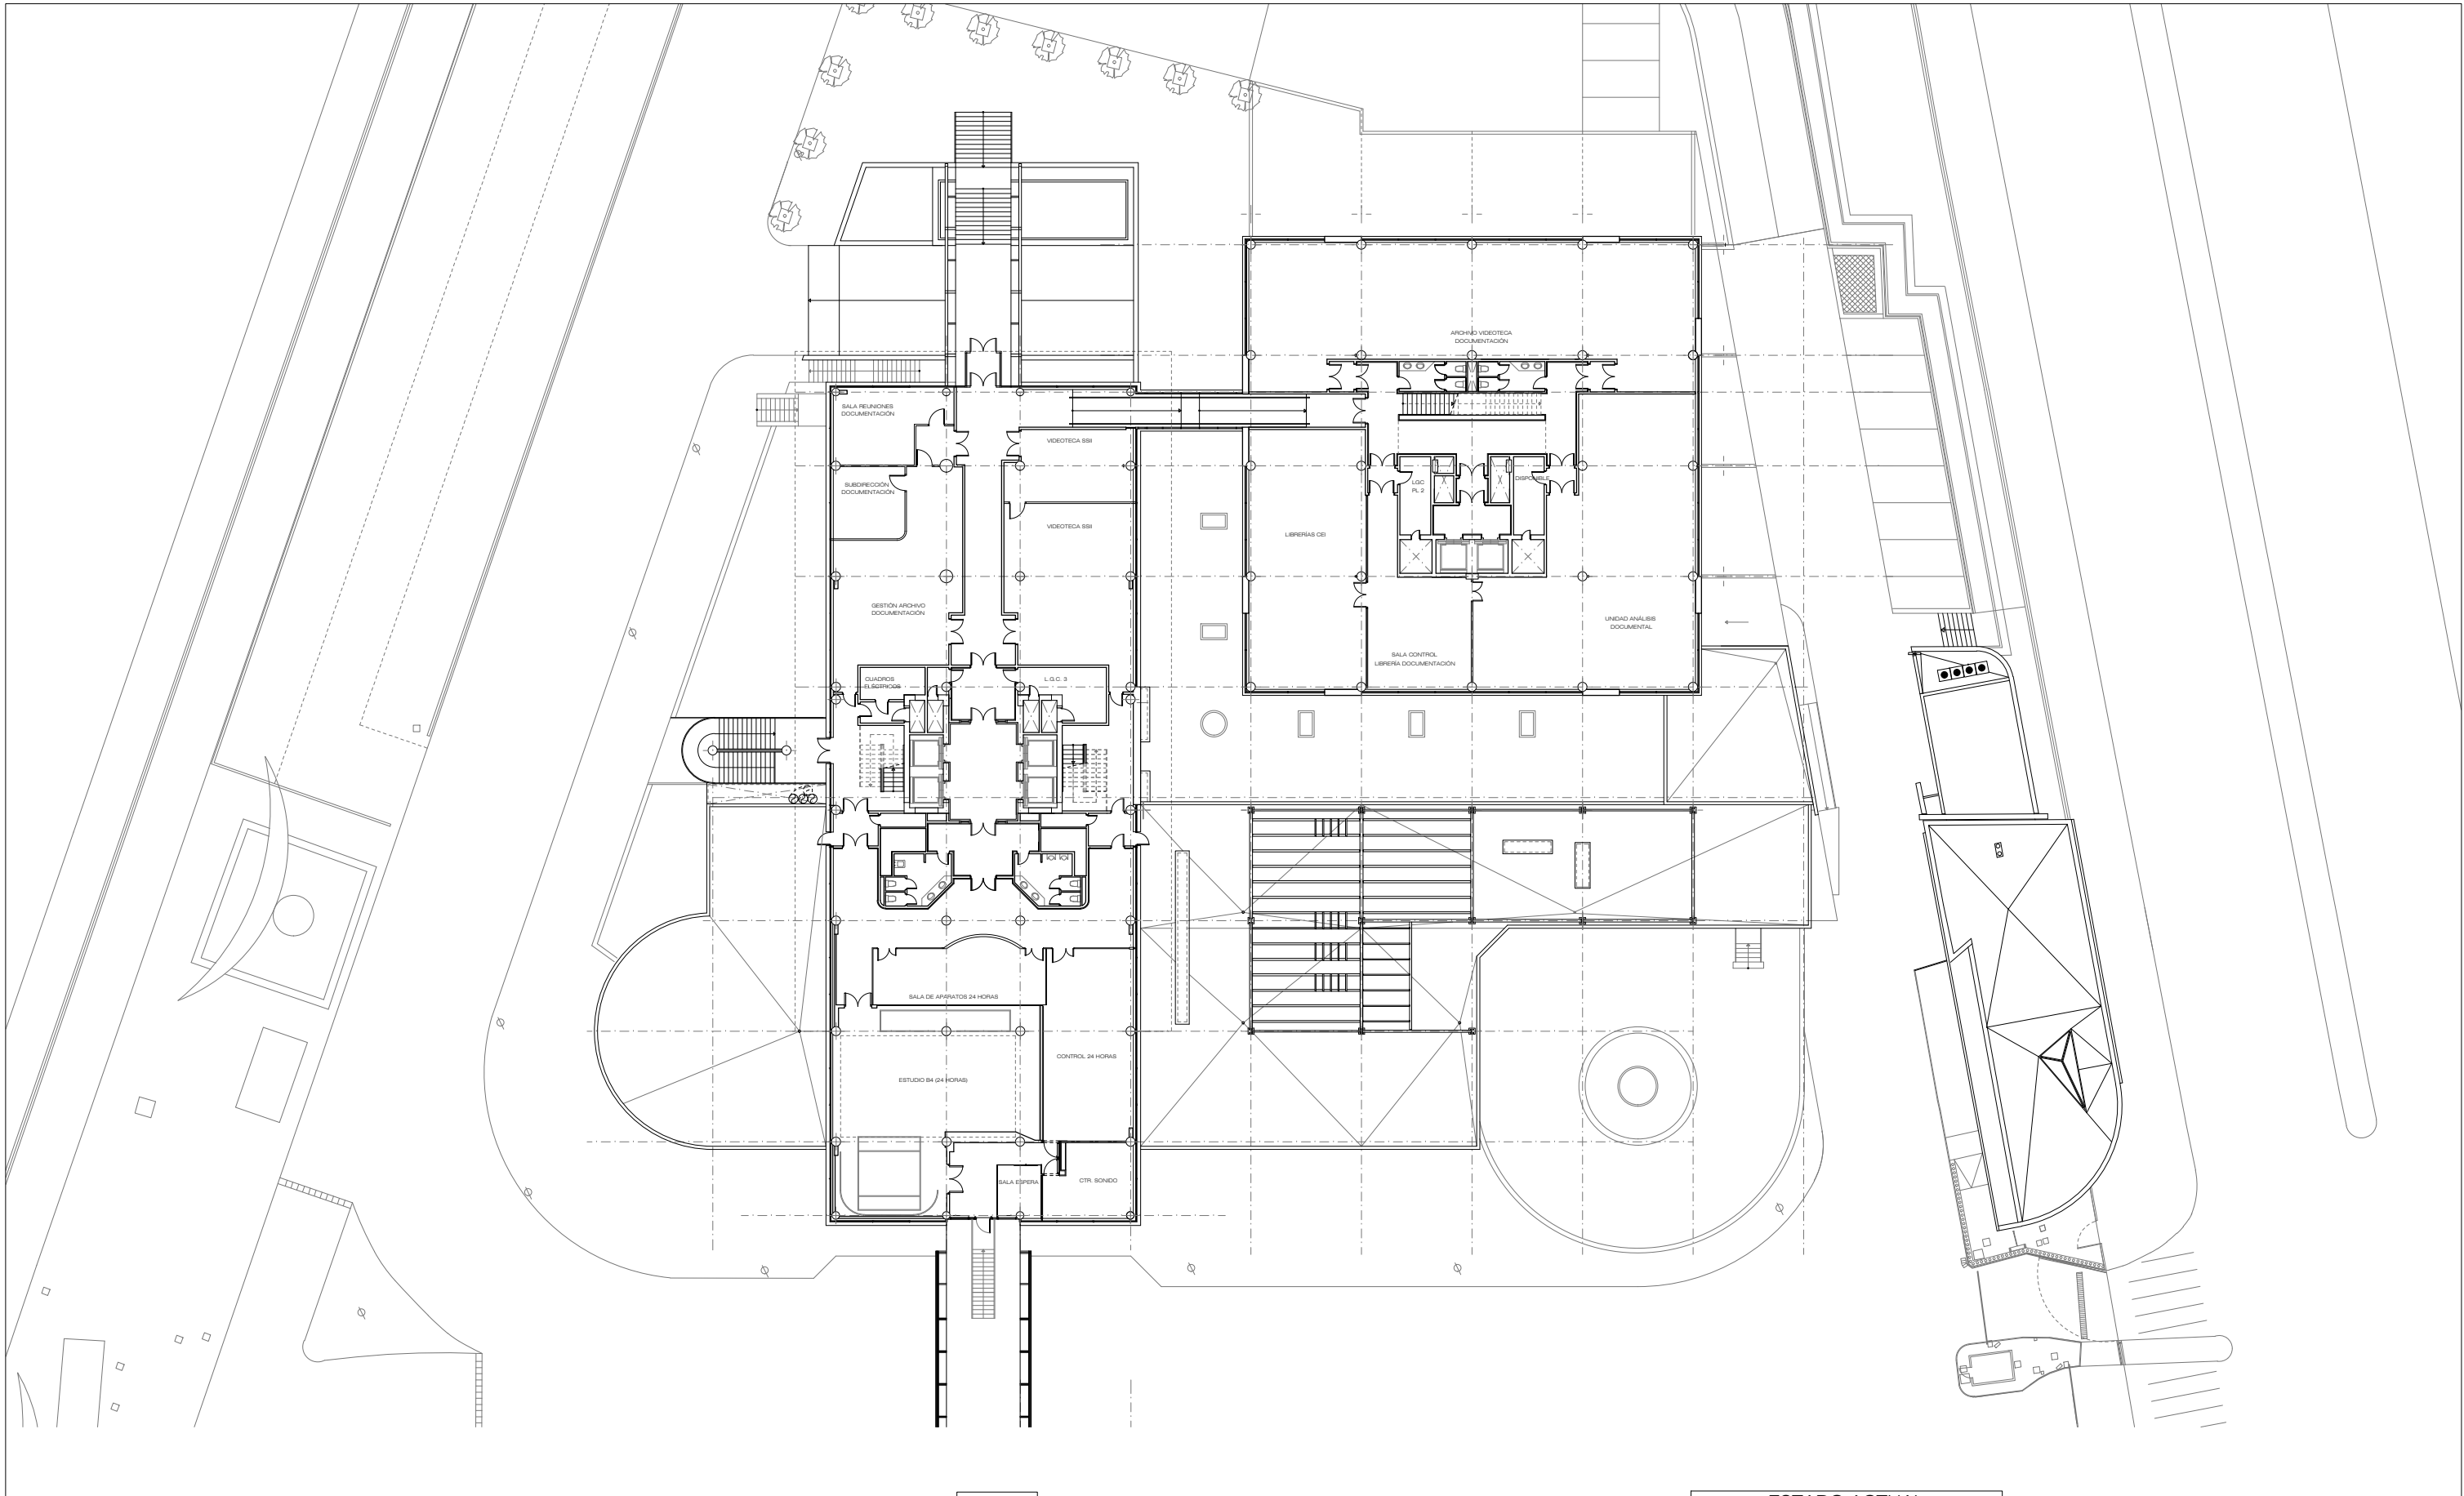 ARCHIVO VIDEOTECA
DOCUMENTACIÓN
SALA REUNIONES
DOCUMENTACIÓN
VIDEOTECA SSII
SUBDIRECCIÓN
DOCUMENTACIÓN
LGC
PL 2
DISPONIBLE
VIDEOTECA SSII
LIBRERÍAS CEI
GESTIÓN ARCHIVO
DOCUMENTACIÓN
UNIDAD ANÁLISIS
DOCUMENTAL
SALA CONTROL
LIBRERÍA DOCUMENTACIÓN
CUADROS
ELÉCTRICOS
L.G.C. 3
SALA DE APARATOS 24 HORAS
CONTROL 24 HORAS
ESTUDIO B4 (24 HORAS)
SALA ESPERA
CTR. SONIDO
ESTADO ACTUAL